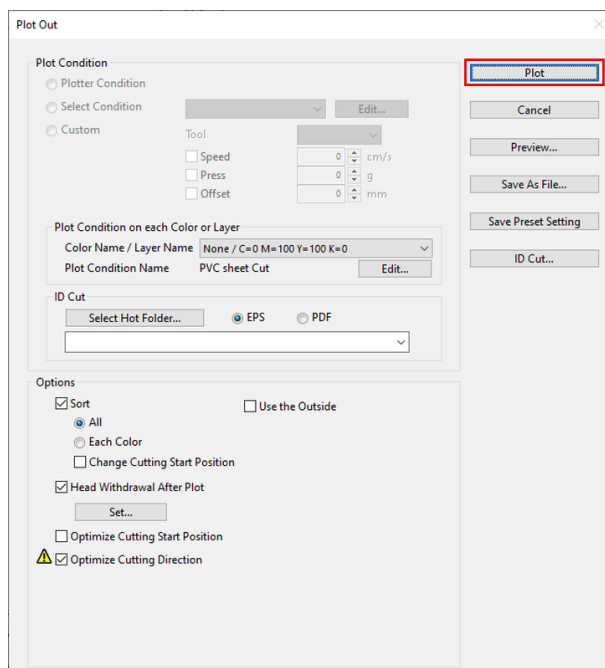 Plot Out
Plot Condition
Plotter Condition
Select Condition
Edit...
Custom
Tool
Speed
0
cm/s
Press
0
g
Offset
0
mm
Plot Condition on each Color or Layer
Color Name / Layer Name
None / C=0 M=100 Y=100 K=0
Plot Condition Name
PVC sheet Cut
Edit...
ID Cut
Select Hot Folder...
EPS
PDF
Options
Sort
Use the Outside
All
Each Color
Change Cutting Start Position
Head Withdrawal After Plot
Set...
Optimize Cutting Start Position
Optimize Cutting Direction
Plot
Cancel
Preview...
Save As File...
Save Preset Setting
ID Cut...